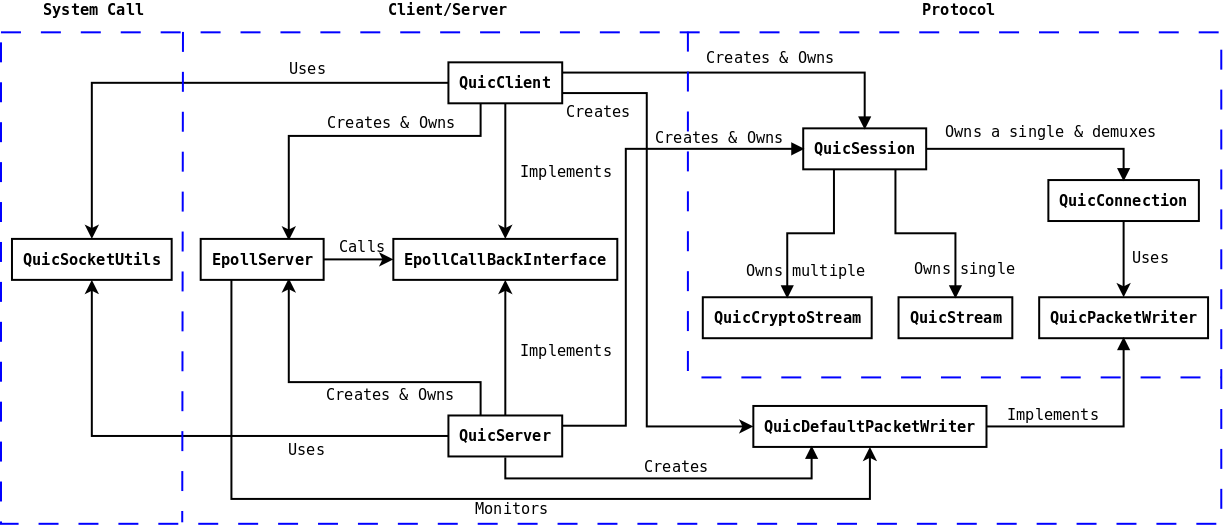 System Call
Client/Server
Protocol
Uses
QuicClient
Creates & Owns
Creates
Creates & Owns
Creates & Owns
Owns a single & demuxes
QuicSession
Implements
QuicConnection
QuicSocketUtils
EpollServer
Calls
EpollCallBackInterface
Uses
Owns multiple
Owns single
QuicCryptoStream
QuicStream
QuicPacketWriter
Implements
Creates & Owns
QuicServer
QuicDefaultPacketWriter
Implements
Uses
Creates
Monitors